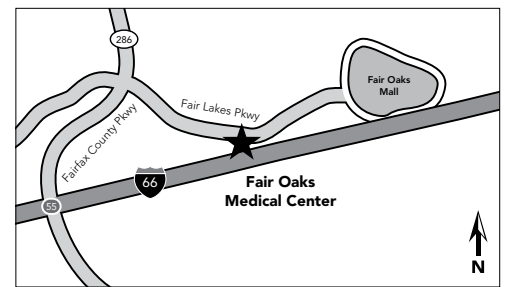 286
Fair Oaks
Mall
Fair Lakes Pkwy
Fairfax County Pkwy
66
Fair Oaks
Medical Center
55
N